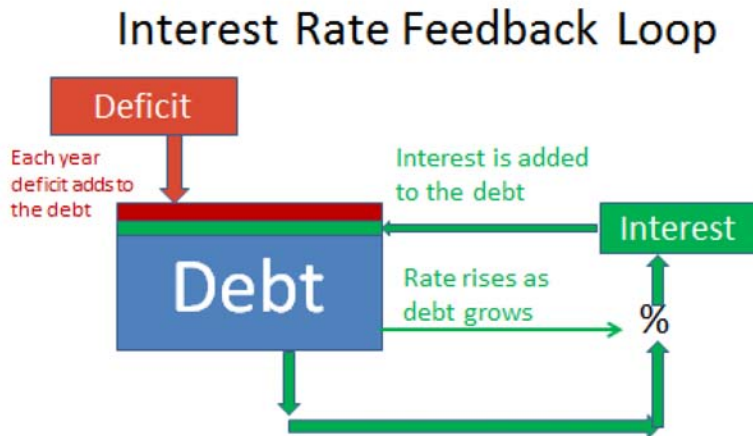 Interest Rate Feedback Loop
Deficit
Each year
deficit adds to
the debt
Interest is added
to the debt
Interest
Debt
Rate rises as
debt grows
%